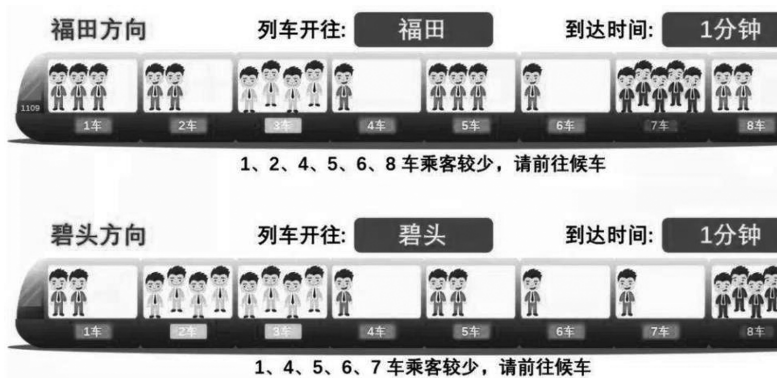 福田方向 列车开往: 福田 到达时间: 1分钟
1109
1车 2车 3车 4车 5车 6车 7车 8车
1、2、4、5、6、8 车乘客较少，请前往候车
碧头方向 列车开往: 碧头 到达时间: 1分钟
1车 2车 3车 4车 5车 6车 7车 8车
1、4、5、6、7 车乘客较少，请前往候车